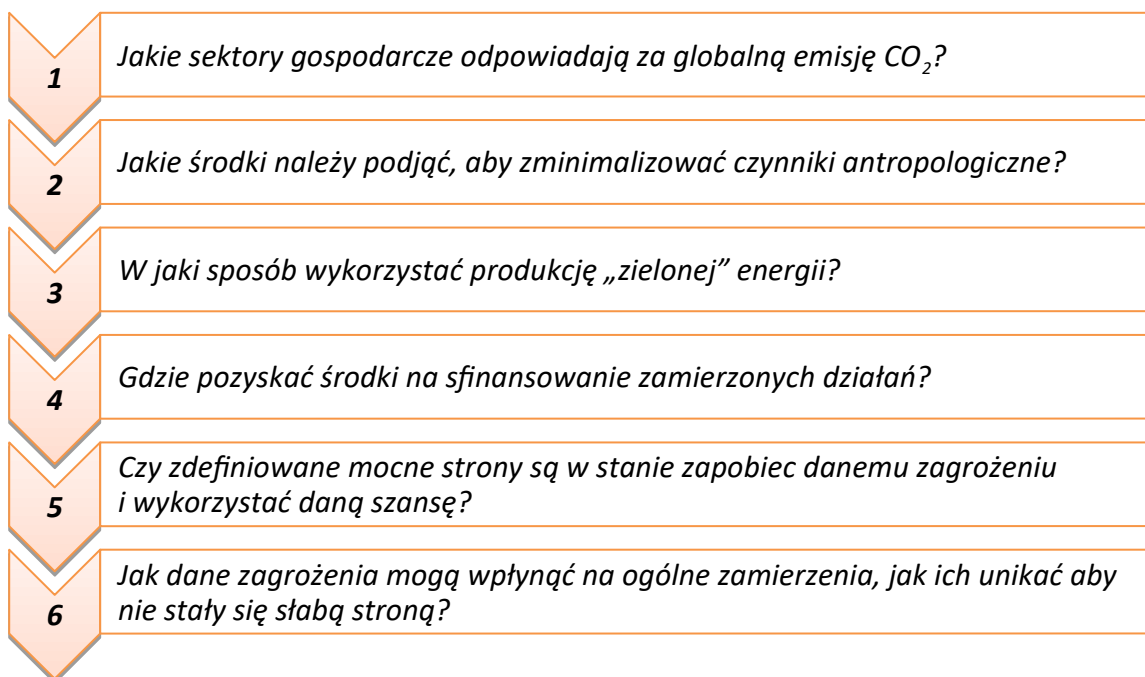 1
Jakie sektory gospodarcze odpowiadają za globalną emisję CO₂?
2
Jakie środki należy podjąć, aby zminimalizować czynniki antropologiczne?
3
W jaki sposób wykorzystać produkcję „zielonej” energii?
4
Gdzie pozyskać środki na sfinansowanie zamierzonych działań?
5
Czy zdefiniowane mocne strony są w stanie zapobiec danemu zagrożeniu
i wykorzystać daną szansę?
6
Jak dane zagrożenia mogą wpłynąć na ogólne zamierzenia, jak ich unikać aby
nie stały się słabą stroną?